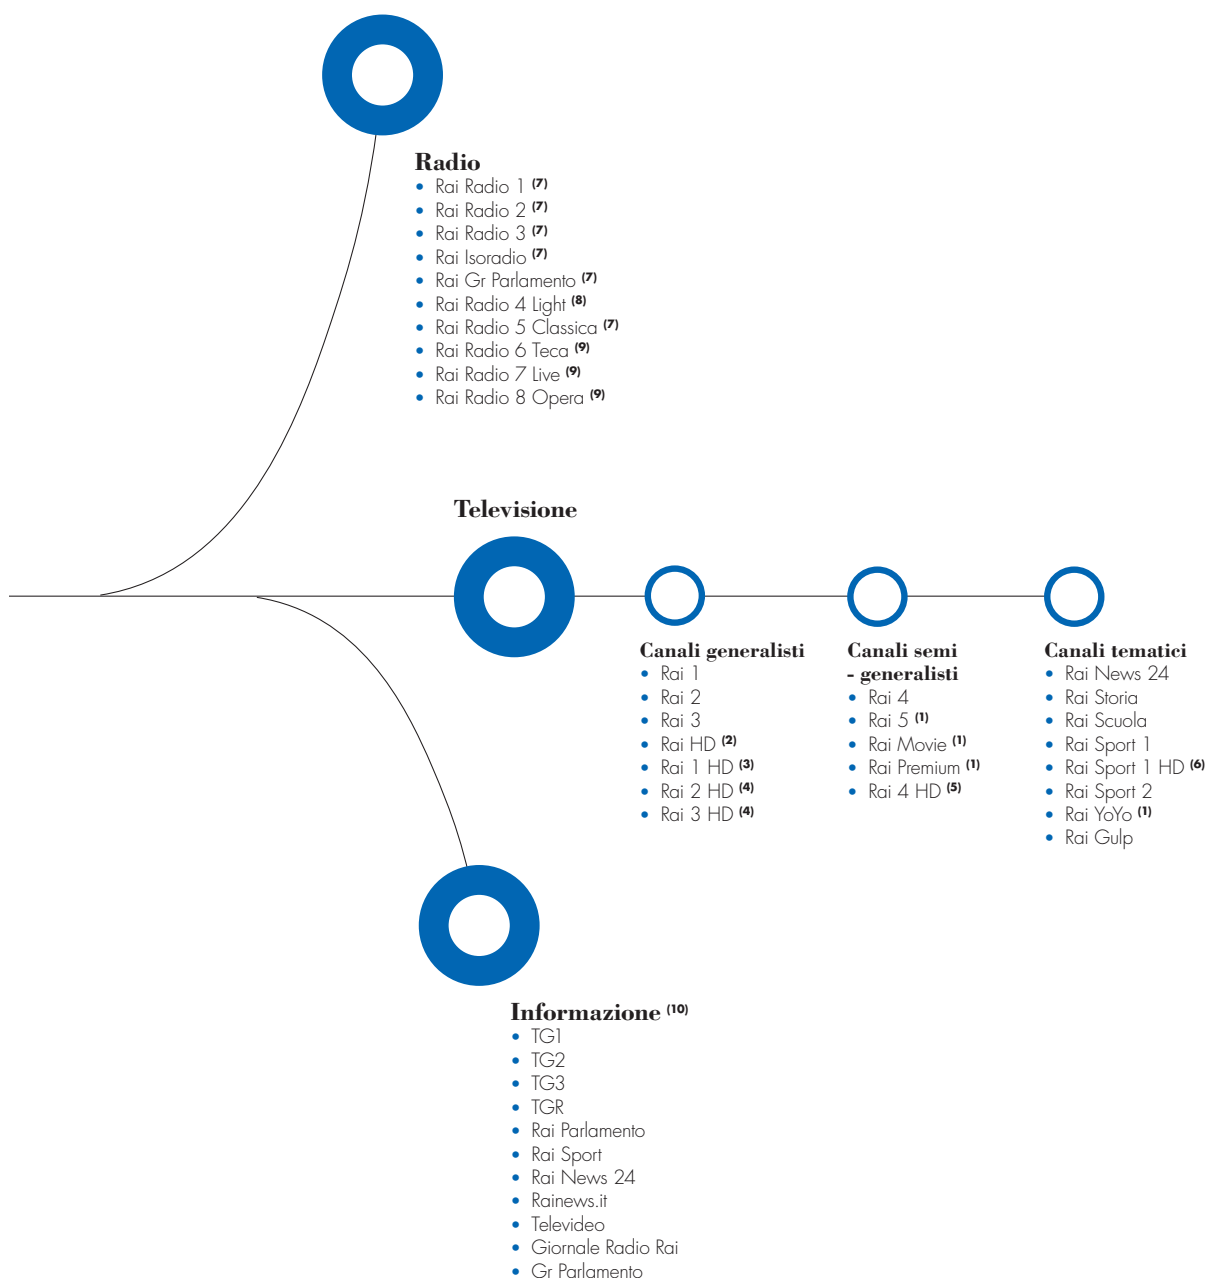 Radio
• Rai Radio 1 (7)
• Rai Radio 2 (7)
• Rai Radio 3 (7)
• Rai Isoradio (7)
• Rai Gr Parlamento (7)
• Rai Radio 4 Light (8)
• Rai Radio 5 Classica (7)
• Rai Radio 6 Teca (9)
• Rai Radio 7 Live (9)
• Rai Radio 8 Opera (9)
Televisione
Canali generalisti
• Rai 1
• Rai 2
• Rai 3
• Rai HD (2)
• Rai 1 HD (3)
• Rai 2 HD (4)
• Rai 3 HD (4)
Canali semi
- generalisti
• Rai 4
• Rai 5 (1)
• Rai Movie (1)
• Rai Premium (1)
• Rai 4 HD (5)
Canali tematici
• Rai News 24
• Rai Storia
• Rai Scuola
• Rai Sport 1
• Rai Sport 1 HD (6)
• Rai Sport 2
• Rai YoYo (1)
• Rai Gulp
Informazione (10)
• TG1
• TG2
• TG3
• TGR
• Rai Parlamento
• Rai Sport
• Rai News 24
• Rainews.it
• Televideo
• Giornale Radio Rai
• Gr Parlamento